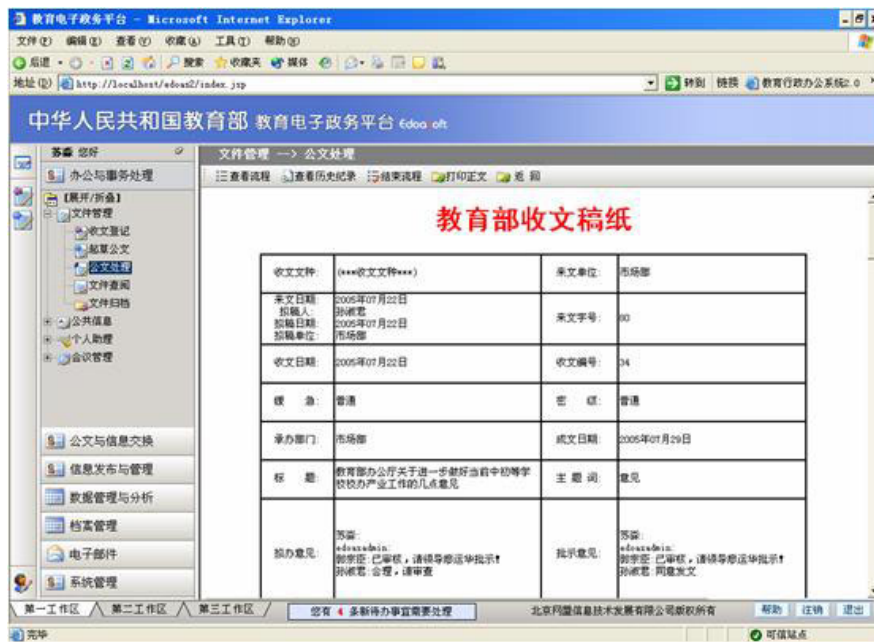 教育电子政务平台 - Microsoft Internet Explorer
文件(F) 编辑(E) 查看(V) 收藏(A) 工具(T) 帮助(H)
后退 搜索 收藏夹 媒体
地址(D) http://localhost/edoas2/index.jsp 转到 链接 教育行政办公系统2.0
中华人民共和国教育部 教育电子政务平台
苏淼 您好
文件管理 --> 公文处理
办公与事务处理
查看流程 查看历史纪录 结束流程 打印正文 返 回
【展开/折叠】
文件管理
收文登记
起草公文
公文处理
文件查阅
文件归档
公共信息
个人助理
会议管理
公文与信息交换
信息发布与管理
数据管理与分析
档案管理
电子邮件
系统管理
教育部收文稿纸
收文文种: (***收文文种***) 来文单位: 市场部
来文日期: 2005年07月22日
拟稿人: 孙淑君
拟稿日期: 2005年07月22日
拟稿单位: 市场部
来文字号: 80
收文日期: 2005年07月22日 收文编号: 34
缓 急: 普通 密 级: 普通
承办部门: 市场部 成文日期: 2005年07月29日
标 题: 教育部办公厅关于进一步做好当前中初等学
校校办产业工作的几点意见
主 题 词: 意见
拟办意见:
苏淼:
edoasadmin:
郭宗臣:已审核，请领导廖运华批示!
孙淑君:合理，请审查
批示意见:
苏淼:
edoasadmin:
郭宗臣:已审核，请领导廖运华批示!
孙淑君:同意发文
第一工作区 第二工作区 第三工作区 您有 4 条新待办事宜需要处理 北京网盟信息技术发展有限公司版权所有 帮助 注销 退出
完毕 可信站点